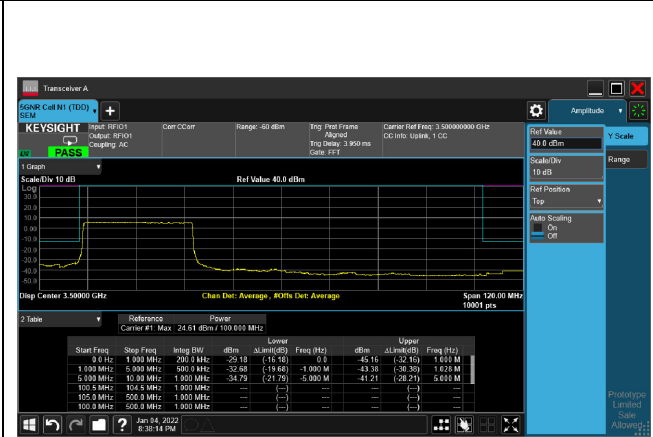 Transceiver A
5GNR Cell N1 (TDD)
SEM
KEYSIGHT
PASS
Input: RFIO1
Output: RFIO1
Coupling: AC
Corr CCorr
Range: -60 dBm
Trig: Prot Frame
Aligned
Trig Delay: 3.950 ms
Gate: FFT
Carrier Ref Freq: 3.500000000 GHz
CC Info: Uplink, 1 CC
1 Graph
Scale/Div 10 dB
Ref Value 40.0 dBm
Log
30.0
20.0
10.0
0.00
-10.0
-20.0
-30.0
-40.0
-50.0
Disp Center 3.50000 GHz
Chan Det: Average, #Offs Det: Average
Span 120.00 MHz
10001 pts
2 Table
Reference Power
Carrier #1: Max 24.61 dBm / 100.000 MHz
Lower Upper
Start Freq Stop Freq Integ BW dBm ΔLimit(dB) Freq (Hz) dBm ΔLimit(dB) Freq (Hz)
0.0 Hz 1.000 MHz 200.0 kHz -29.18 (-16.18) 0.0 -45.16 (-32.16) 1.000 M
1.000 MHz 5.000 MHz 500.0 kHz -32.68 (-19.68) -1.000 M -43.38 (-30.38) 1.028 M
5.000 MHz 10.00 MHz 1.000 MHz -34.79 (-21.79) -5.000 M -41.21 (-28.21) 5.000 M
100.5 MHz 104.5 MHz 1.000 MHz --- (---) --- --- (---) ---
105.0 MHz 500.0 MHz 1.000 MHz --- (---) --- --- (---) ---
100.0 MHz 500.0 MHz 1.000 MHz --- (---) --- --- (---) ---
Jan 04, 2022
8:38:14 PM
Amplitude
Ref Value
40.0 dBm
Scale/Div
10 dB
Ref Position
Top
Auto Scaling
On
Off
Y Scale
Range
Prototype
Limited
Sale
Allowed